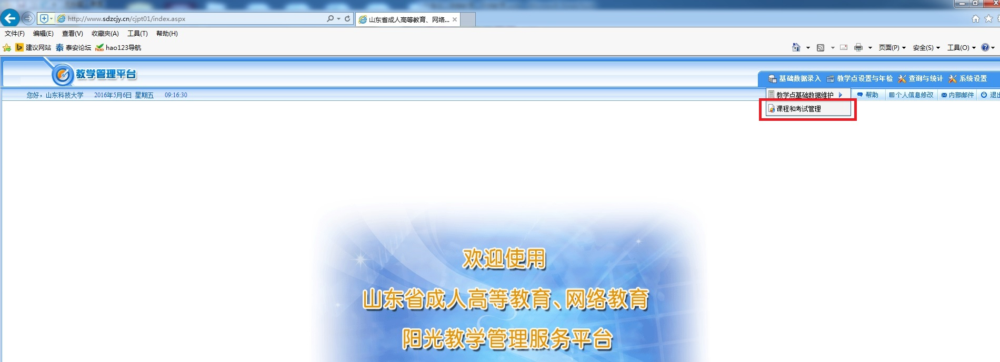 http://www.sdzcjy.cn/cjpt01/index.aspx
山东省成人高等教育、网络...
文件(F) 编辑(E) 查看(V) 收藏夹(A) 工具(T) 帮助(H)
建议网站 泰安论坛 hao123导航
页面(P) 安全(S) 工具(O)
教学管理平台
基础数据录入 教学点设置与年检 查询与统计 系统设置
您好，山东科技大学 2016年5月6日 星期五 09:16:30
教学点基础数据维护
帮助 个人信息修改 内部邮件 退出
课程和考试管理
欢迎使用
山东省成人高等教育、网络教育
阳光教学管理服务平台